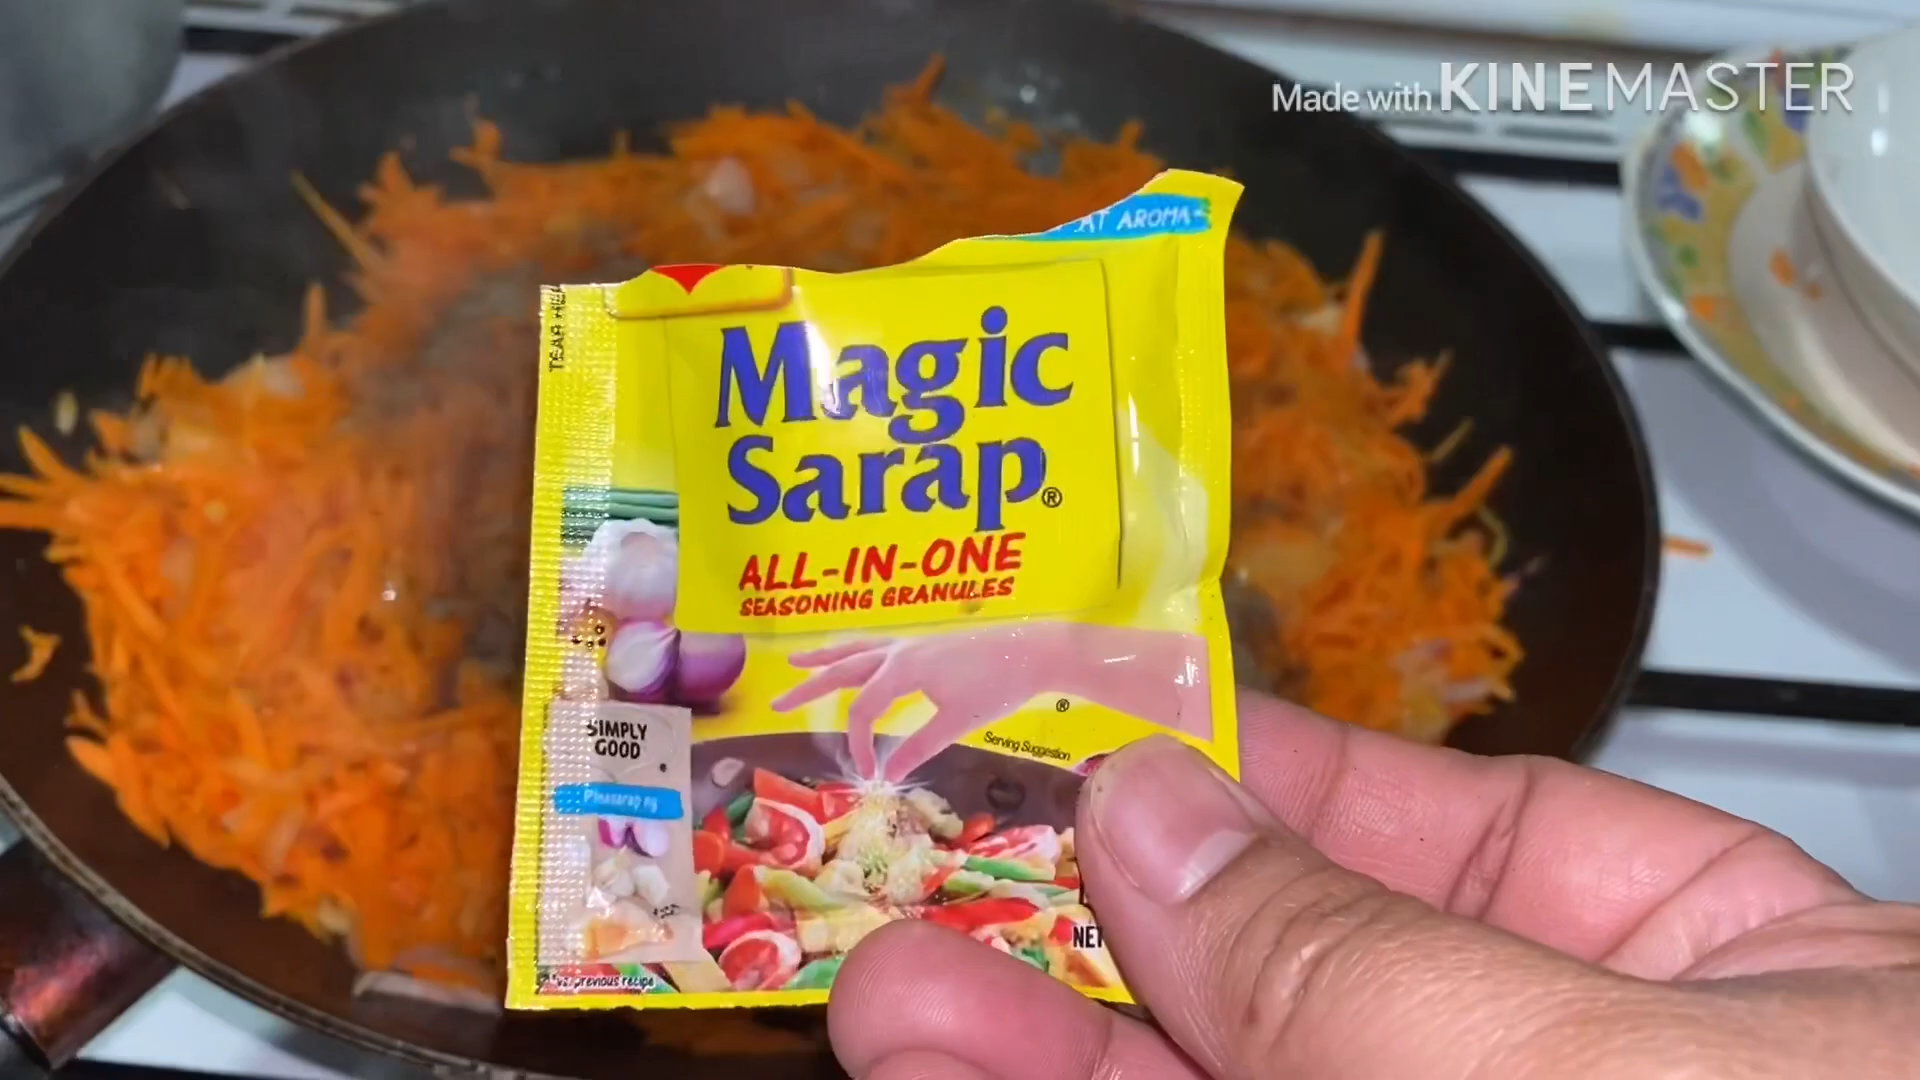 Made with KINEMASTER
AT AROMA
TEAR
Magic
Sarap®
ALL-IN-ONE
SEASONING GRANULES
SIMPLY
GOOD
®
Serving Suggestion
Pinasarap ng
NET
vs. previous recipe